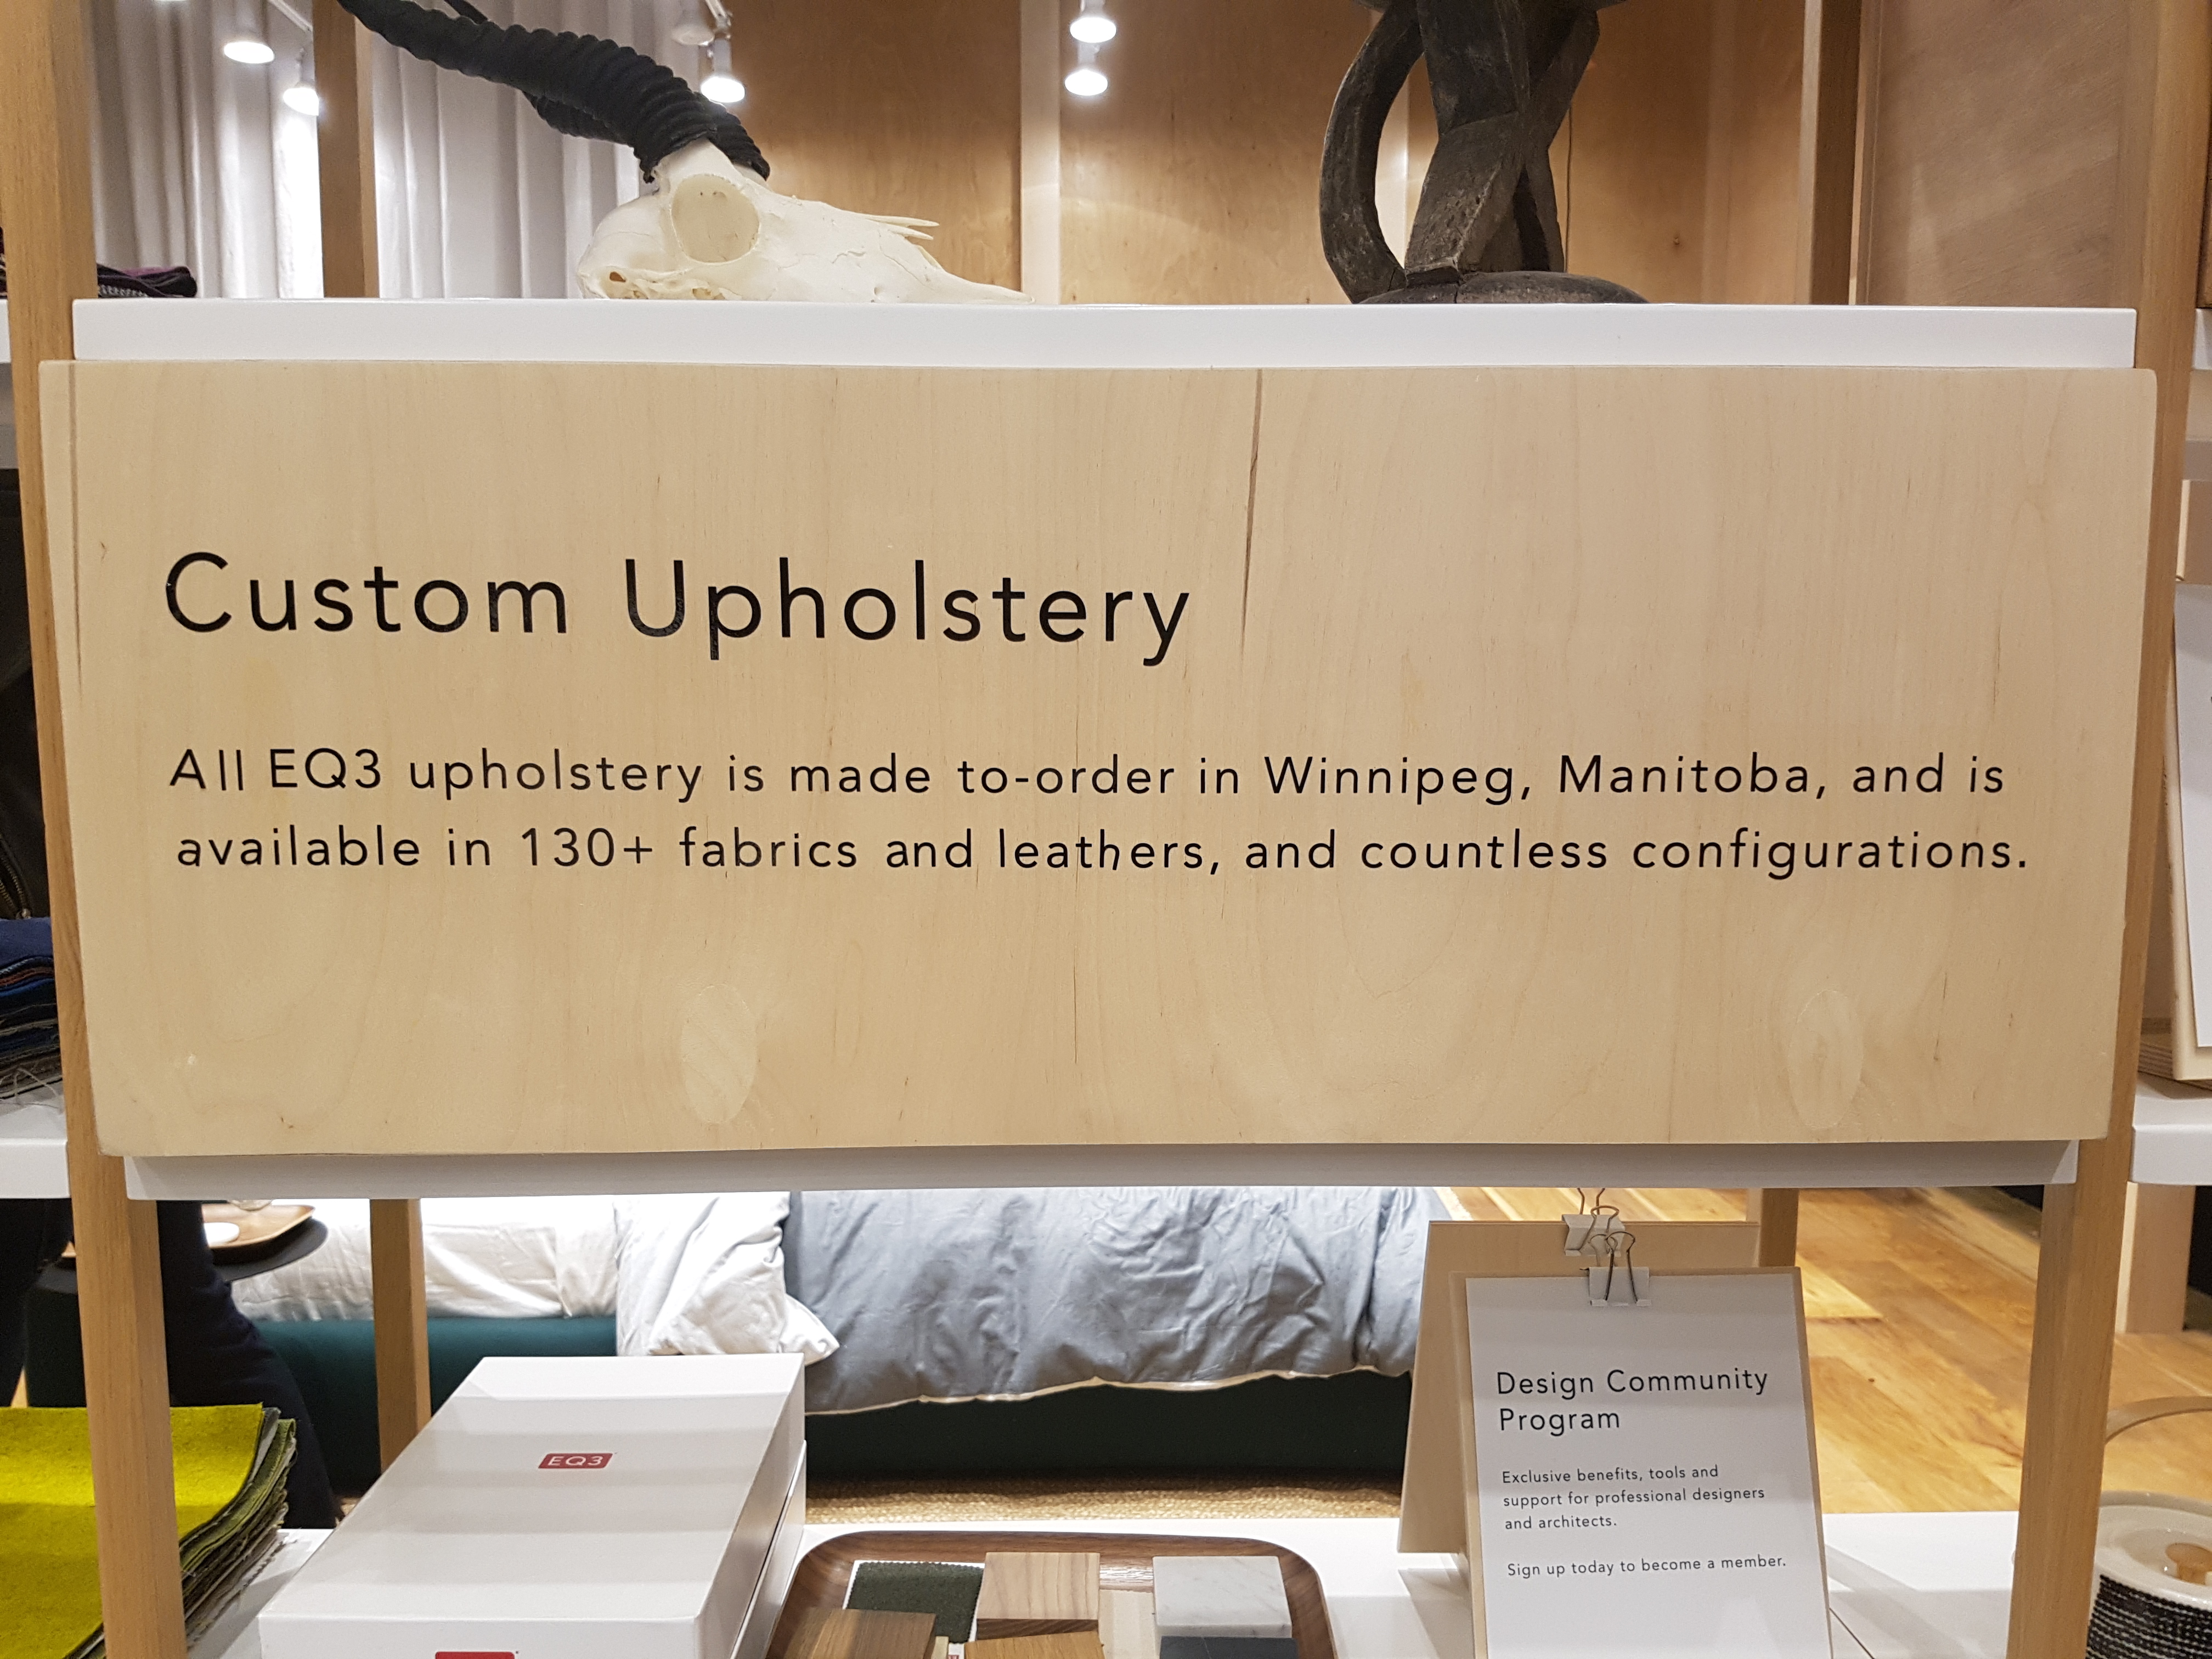 Custom Upholstery
All EQ3 upholstery is made to-order in Winnipeg, Manitoba, and is
available in 130+ fabrics and leathers, and countless configurations.
EQ3
Design Community
Program
Exclusive benefits, tools and
support for professional designers
and architects.
Sign up today to become a member.